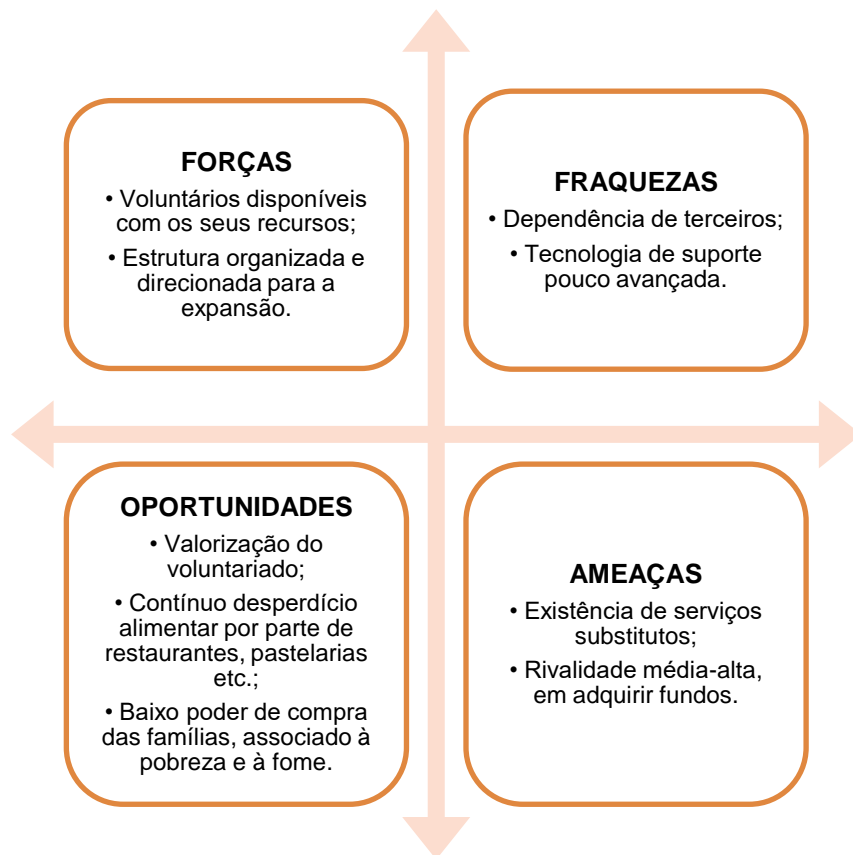 FORÇAS
• Voluntários disponíveis
com os seus recursos;
• Estrutura organizada e
direcionada para a
expansão.
FRAQUEZAS
• Dependência de terceiros;
• Tecnologia de suporte
pouco avançada.
OPORTUNIDADES
• Valorização do
voluntariado;
• Contínuo desperdício
alimentar por parte de
restaurantes, pastelarias
etc.;
• Baixo poder de compra
das famílias, associado à
pobreza e à fome.
AMEAÇAS
• Existência de serviços
substitutos;
• Rivalidade média-alta,
em adquirir fundos.